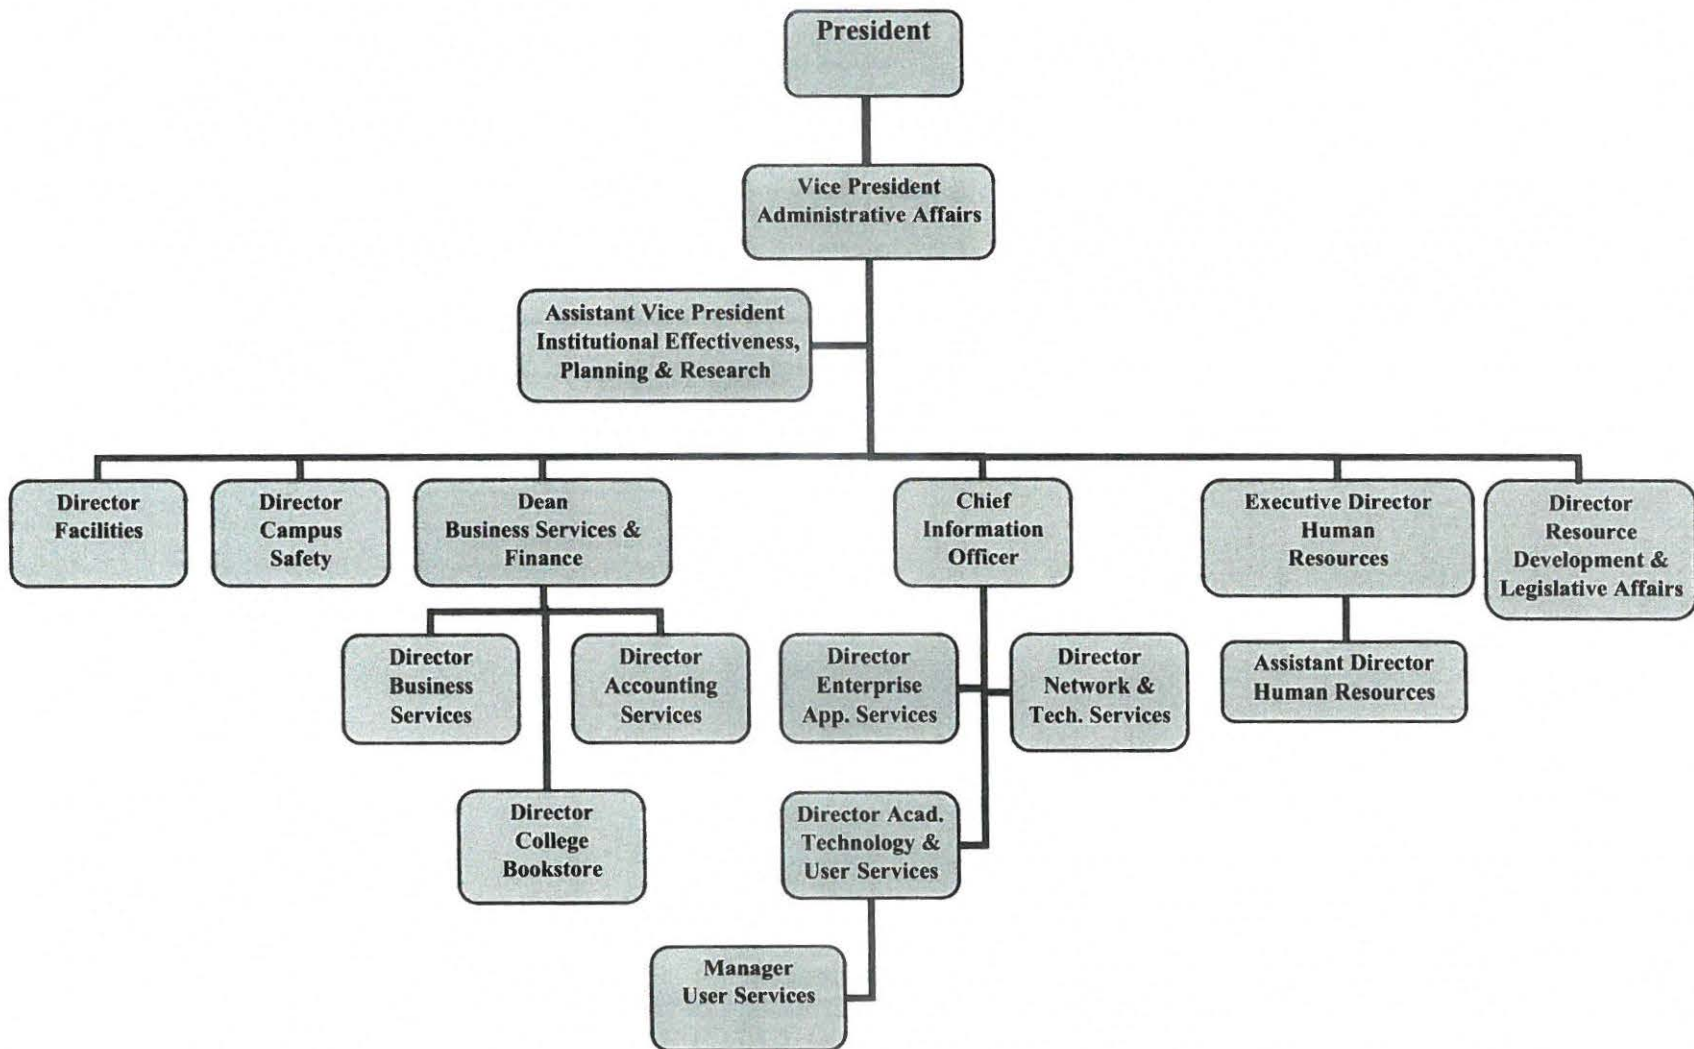 President
Vice President
Administrative Affairs
Assistant Vice President
Institutional Effectiveness,
Planning & Research
Director
Facilities
Director
Campus
Safety
Dean
Business Services &
Finance
Chief
Information
Officer
Executive Director
Human
Resources
Director
Resource
Development &
Legislative Affairs
Director
Business
Services
Director
Accounting
Services
Director
Enterprise
App. Services
Director
Network &
Tech. Services
Assistant Director
Human Resources
Director
College
Bookstore
Director Acad.
Technology &
User Services
Manager
User Services